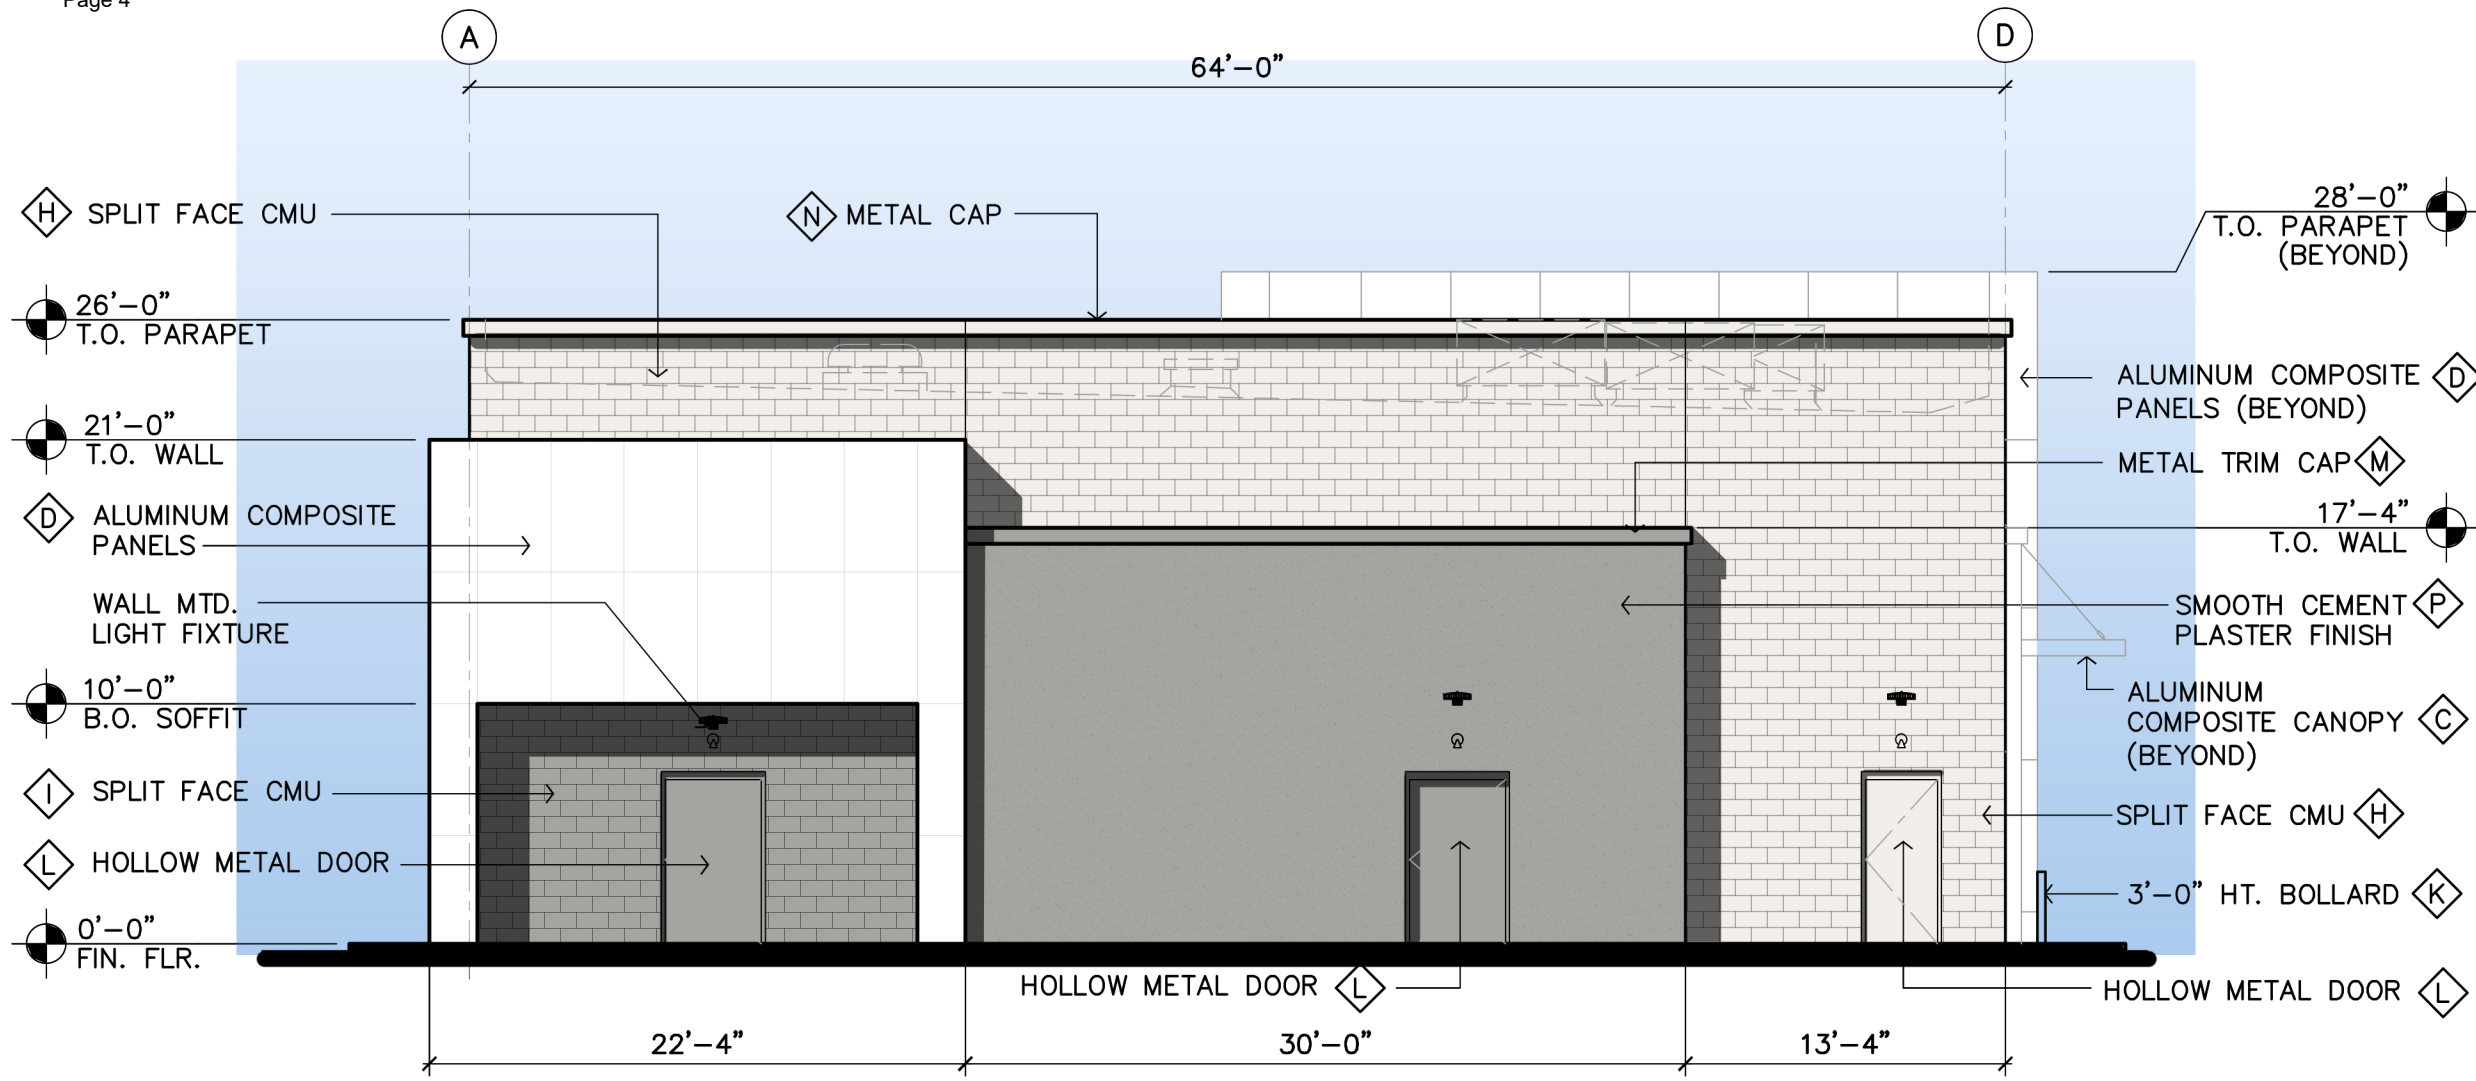 Page 4
A
D
64'-0"
H SPLIT FACE CMU
N METAL CAP
28'-0"
T.O. PARAPET
(BEYOND)
26'-0"
T.O. PARAPET
ALUMINUM COMPOSITE D
PANELS (BEYOND)
21'-0"
T.O. WALL
METAL TRIM CAP M
D ALUMINUM COMPOSITE
PANELS
17'-4"
T.O. WALL
WALL MTD.
LIGHT FIXTURE
SMOOTH CEMENT P
PLASTER FINISH
10'-0"
B.O. SOFFIT
ALUMINUM
COMPOSITE CANOPY C
(BEYOND)
I SPLIT FACE CMU
SPLIT FACE CMU H
L HOLLOW METAL DOOR
3'-0" HT. BOLLARD K
0'-0"
FIN. FLR.
HOLLOW METAL DOOR L
HOLLOW METAL DOOR L
22'-4"
30'-0"
13'-4"